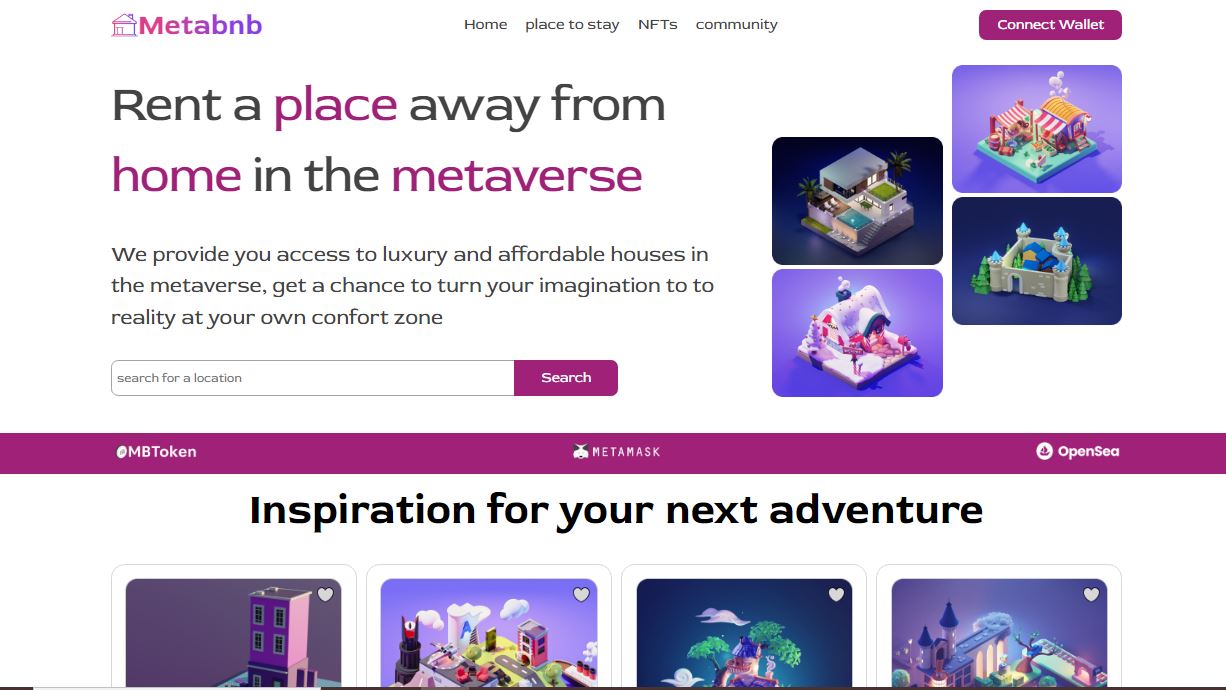 Metabnb
Home place to stay NFTs community
Connect Wallet
Rent a place away from
home in the metaverse
We provide you access to luxury and affordable houses in
the metaverse, get a chance to turn your imagination to to
reality at your own confort zone
search for a location
Search
MBToken
METAMASK
OpenSea
Inspiration for your next adventure